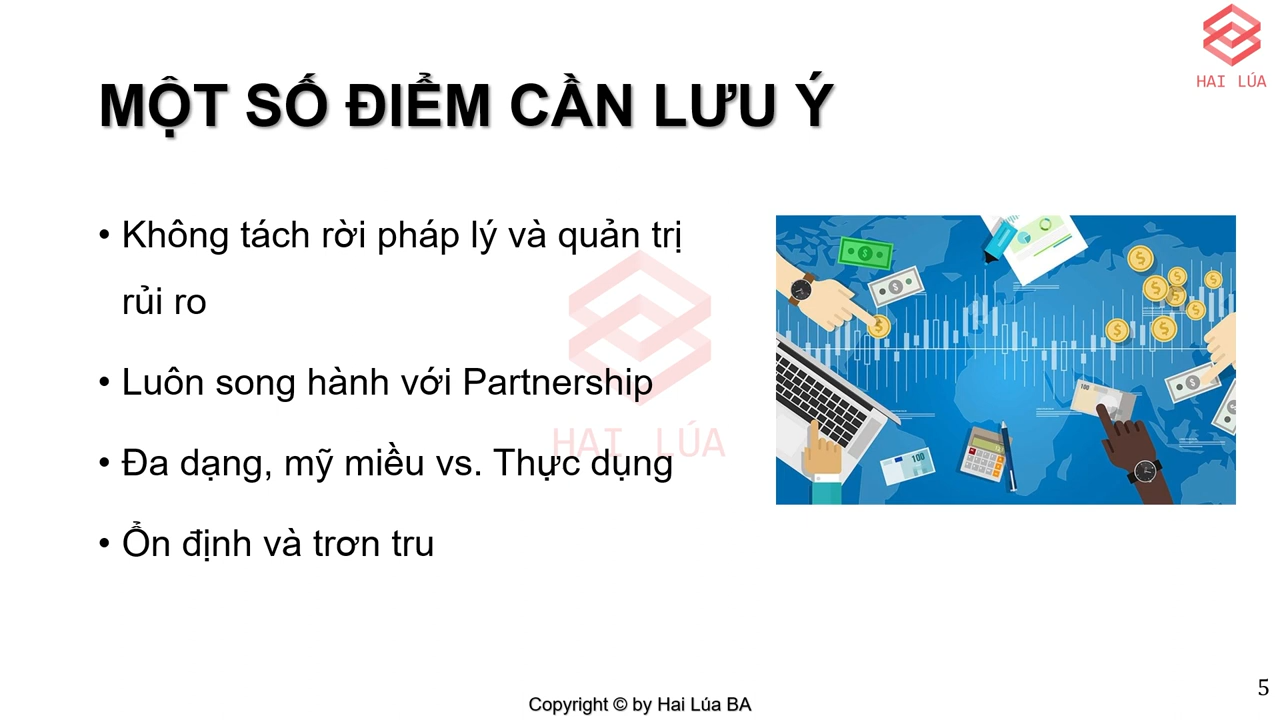 HAI LÚA
MỘT SỐ ĐIỂM CẦN LƯU Ý
• Không tách rời pháp lý và quản trị
rủi ro
• Luôn song hành với Partnership
HAI LÚA
• Đa dạng, mỹ miều vs. Thực dụng
• Ổn định và trơn tru
100
100
Copyright © by Hai Lúa BA
5